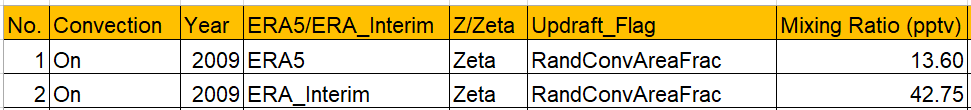 No. Convection Year ERA5/ERA_Interim Z/Zeta Updraft_Flag Mixing Ratio (pptv)
1 On 2009 ERA5 Zeta RandConvAreaFrac 13.60
2 On 2009 ERA_Interim Zeta RandConvAreaFrac 42.75